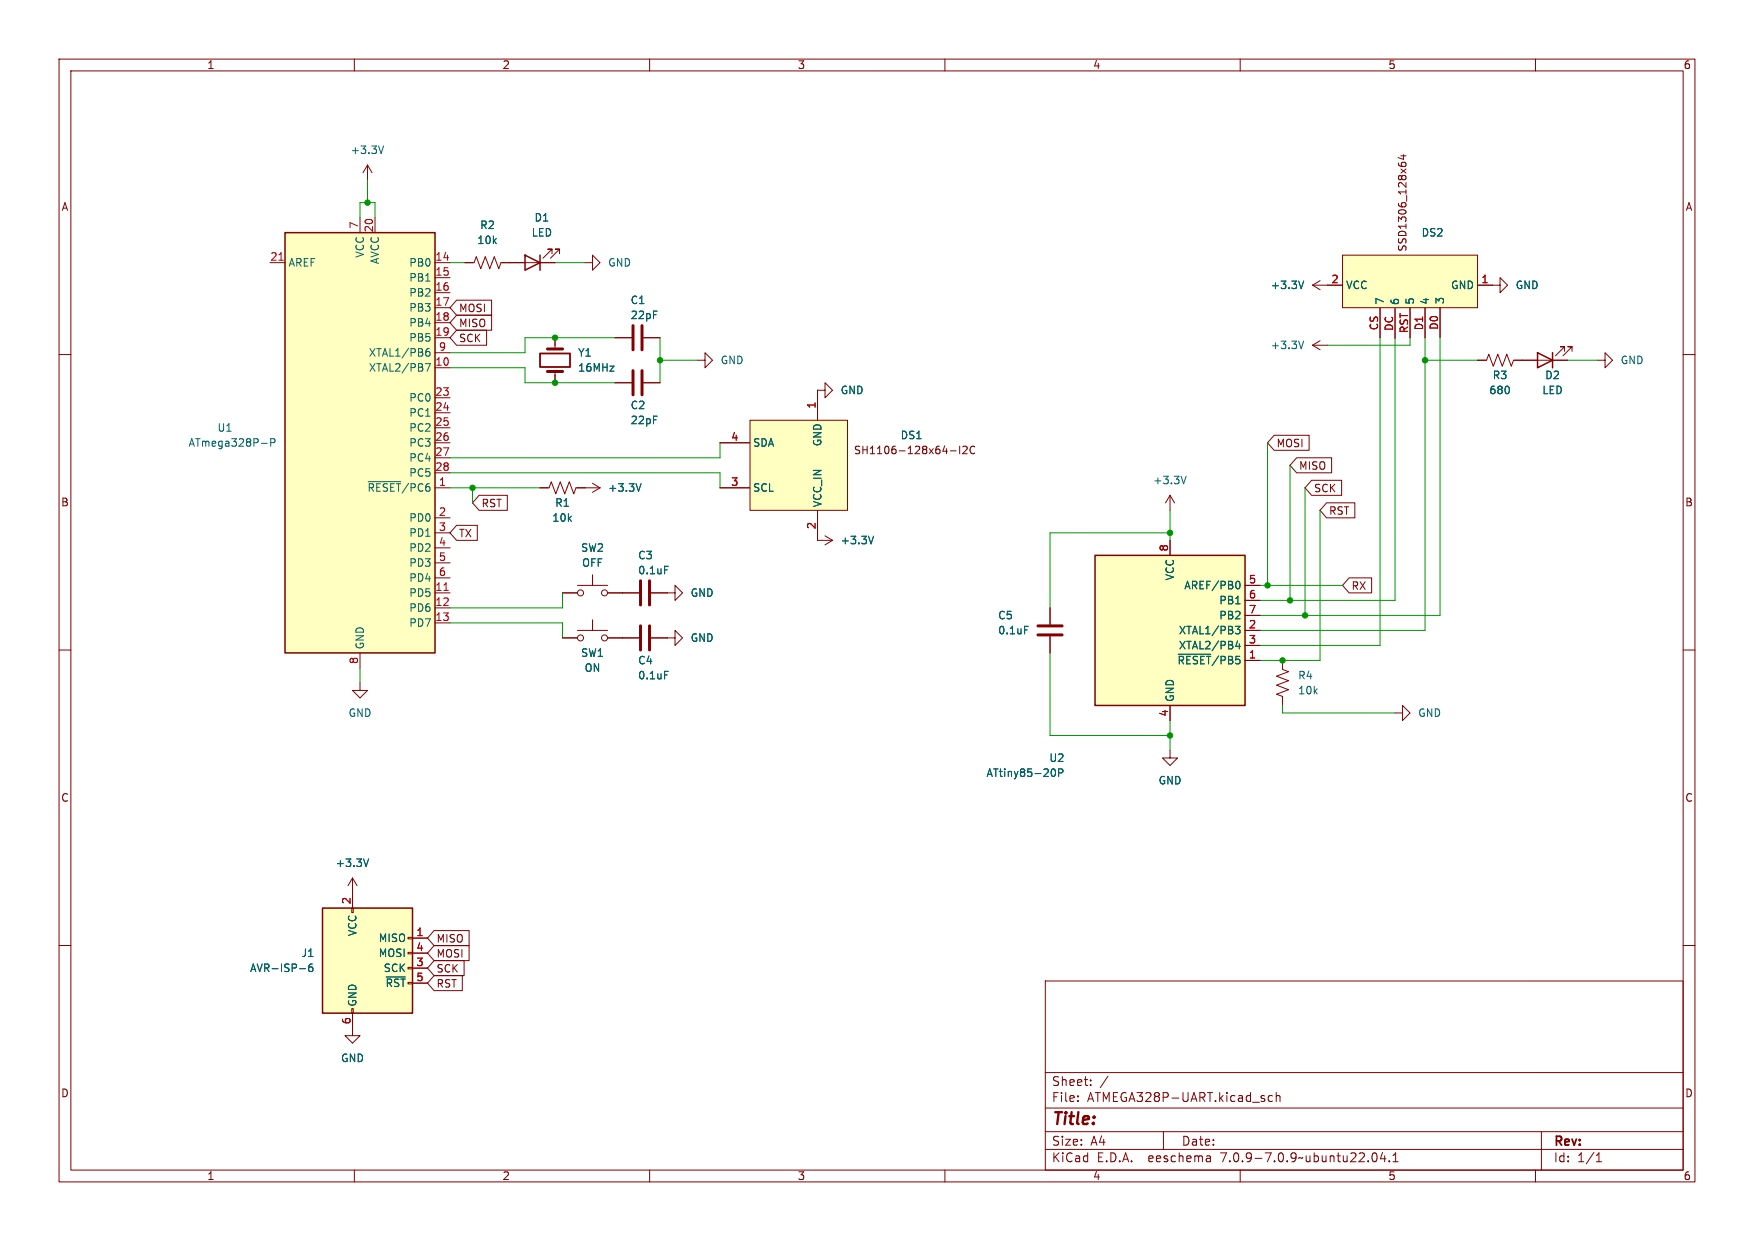 1 2 3 4 5 6
A
B
C
D
+3.3V
7 20
VCC AVCC
21 AREF
PB0 14
PB1 15
PB2 16
PB3 17 MOSI
PB4 18 MISO
PB5 19 SCK
XTAL1/PB6 9
XTAL2/PB7 10
PC0 23
PC1 24
PC2 25
PC3 26
PC4 27
PC5 28
RESET/PC6 1
RST
PD0 2
PD1 3 TX
PD2 4
PD3 5
PD4 6
PD5 11
PD6 12
PD7 13
GND
8
GND
U1
ATmega328P-P
R2
10k
D1
LED
GND
C1
22pF
Y1
16MHz
GND
C2
22pF
R1
10k
+3.3V
GND
1
GND
4 SDA
3 SCL
VCC_IN
2
+3.3V
DS1
SH1106-128x64-I2C
SW2
OFF
C3
0.1uF
GND
SW1
ON
C4
0.1uF
GND
SSD1306_128x64
DS2
+3.3V 2 VCC
GND 1 GND
7 6 5 4 3
CS DC RST D1 D0
+3.3V
R3
680
D2
LED
GND
MOSI
MISO
SCK
RST
+3.3V
8
VCC
AREF/PB0 5 RX
PB1 6
PB2 7
XTAL1/PB3 2
XTAL2/PB4 3
RESET/PB5 1
GND
4
GND
C5
0.1uF
R4
10k
GND
U2
ATtiny85-20P
+3.3V
2
VCC
MISO 1 MISO
MOSI 4 MOSI
SCK 3 SCK
RST 5 RST
GND
6
GND
J1
AVR-ISP-6
Sheet: /
File: ATMEGA328P-UART.kicad_sch
Title:
Size: A4 Date: Rev:
KiCad E.D.A. eeschema 7.0.9-7.0.9~ubuntu22.04.1 Id: 1/1
A
B
C
D
1 2 3 4 5 6